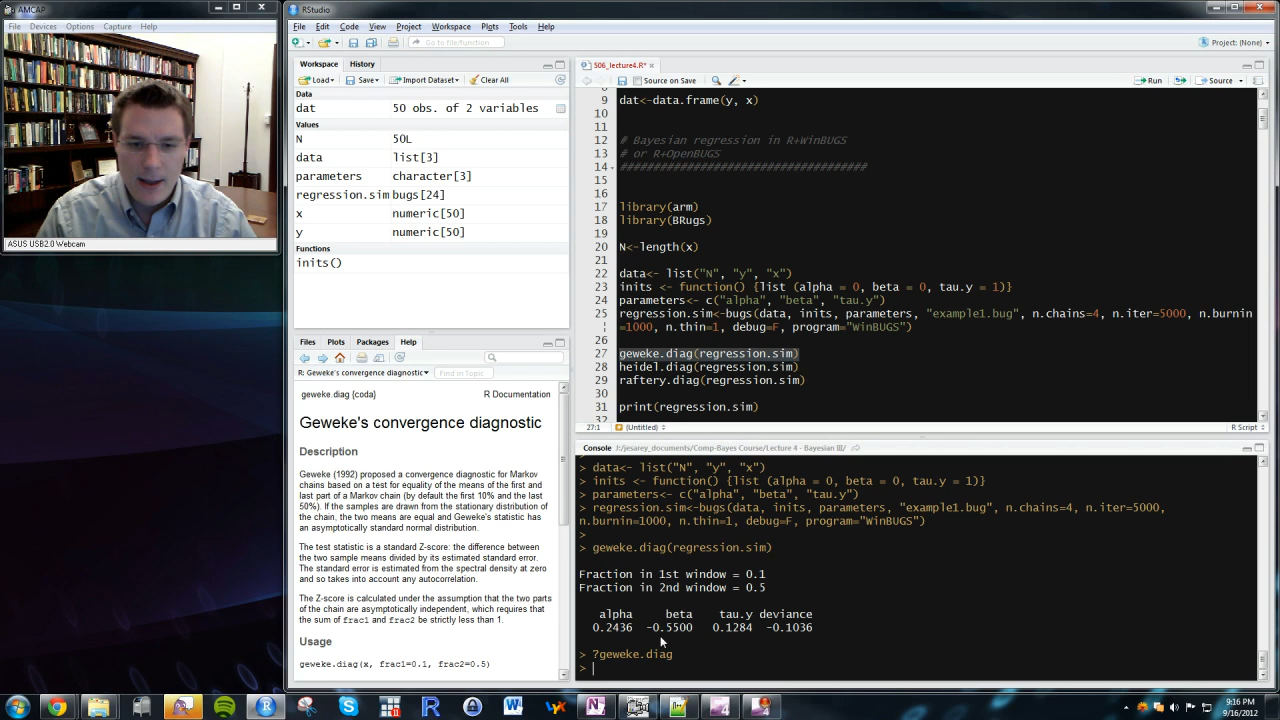 AMCAP
File Devices Options Capture Help
ASUS USB2.0 Webcam
RStudio
File Edit Code View Project Workspace Plots Tools Help
Go to file/function
Project: (None)
Workspace History
Load Save Import Dataset Clear All
Data
dat 50 obs. of 2 variables
Values
N 50L
data list[3]
parameters character[3]
regression.sim bugs[24]
x numeric[50]
y numeric[50]
Functions
inits()
Files Plots Packages Help
R: Geweke's convergence diagnostic Find in Topic
geweke.diag {coda} R Documentation
Geweke's convergence diagnostic
Description
Geweke (1992) proposed a convergence diagnostic for Markov
chains based on a test for equality of the means of the first and
last part of a Markov chain (by default the first 10% and the last
50%). If the samples are drawn from the stationary distribution of
the chain, the two means are equal and Geweke's statistic has
an asymptotically standard normal distribution.
The test statistic is a standard Z-score: the difference between
the two sample means divided by its estimated standard error.
The standard error is estimated from the spectral density at zero
and so takes into account any autocorrelation.
The Z-score is calculated under the assumption that the two parts
of the chain are asymptotically independent, which requires that
the sum of frac1 and frac2 be strictly less than 1.
Usage
geweke.diag(x, frac1=0.1, frac2=0.5)
506_lecture4.R*
Source on Save Run Source
9 dat<-data.frame(y, x)
10
11
12 # Bayesian regression in R+WinBUGS
13 # or R+OpenBUGS
14 ####################################
15
16
17 library(arm)
18 library(BRugs)
19
20 N<-length(x)
21
22 data<- list("N", "y", "x")
23 inits <- function() {list (alpha = 0, beta = 0, tau.y = 1)}
24 parameters<- c("alpha", "beta", "tau.y")
25 regression.sim<-bugs(data, inits, parameters, "example1.bug", n.chains=4, n.iter=5000, n.burnin
=1000, n.thin=1, debug=F, program="WinBUGS")
26
27 geweke.diag(regression.sim)
28 heidel.diag(regression.sim)
29 raftery.diag(regression.sim)
30
31 print(regression.sim)
32
27:1 (Untitled) R Script
Console J:/jesarey_documents/Comp-Bayes Course/Lecture 4 - Bayesian III/
> data<- list("N", "y", "x")
> inits <- function() {list (alpha = 0, beta = 0, tau.y = 1)}
> parameters<- c("alpha", "beta", "tau.y")
> regression.sim<-bugs(data, inits, parameters, "example1.bug", n.chains=4, n.iter=5000,
n.burnin=1000, n.thin=1, debug=F, program="WinBUGS")
>
> geweke.diag(regression.sim)
Fraction in 1st window = 0.1
Fraction in 2nd window = 0.5
alpha beta tau.y deviance
0.2436 -0.5500 0.1284 -0.1036
> ?geweke.diag
>
9:16 PM
9/16/2012